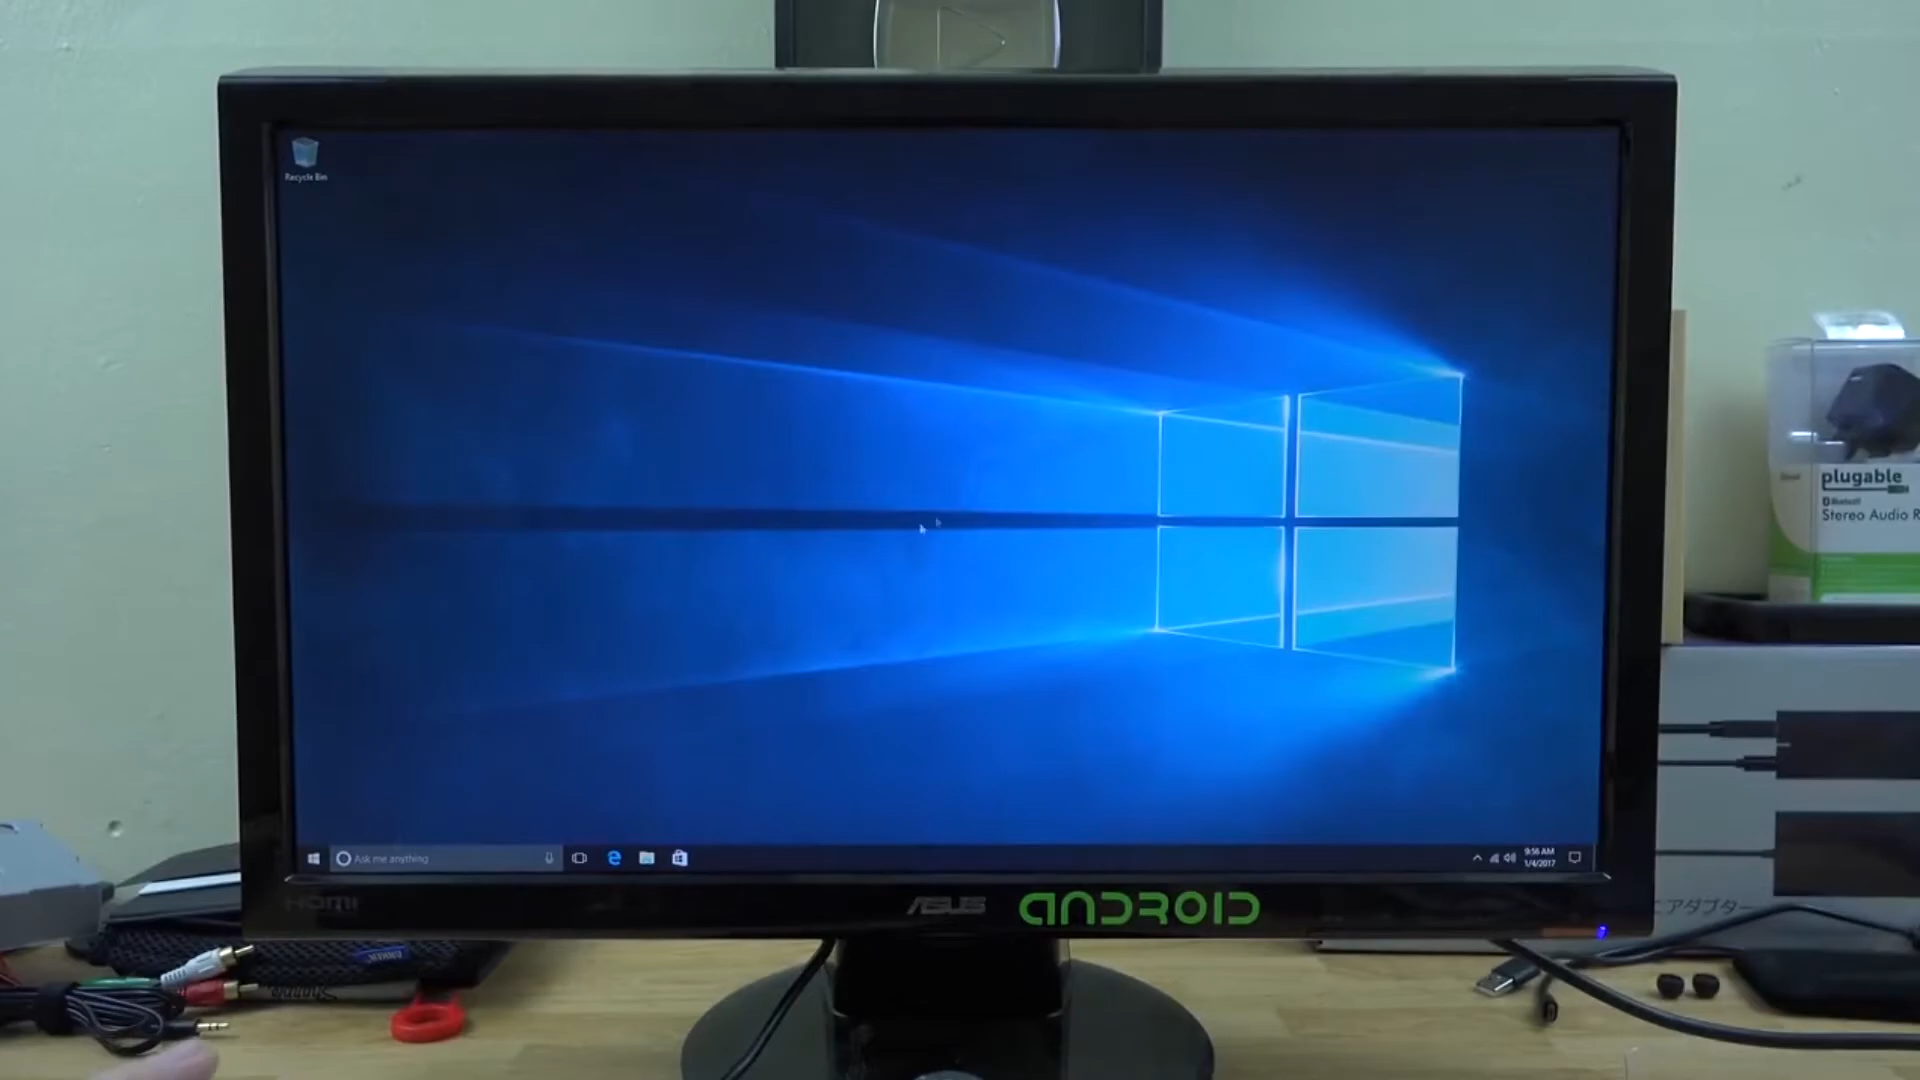 Recycle Bin
plugable
Bluetooth
Stereo Audio R
Ask me anything
9:56 AM
1/4/2017
HDMI
ASUS
ANDROID
アダプター